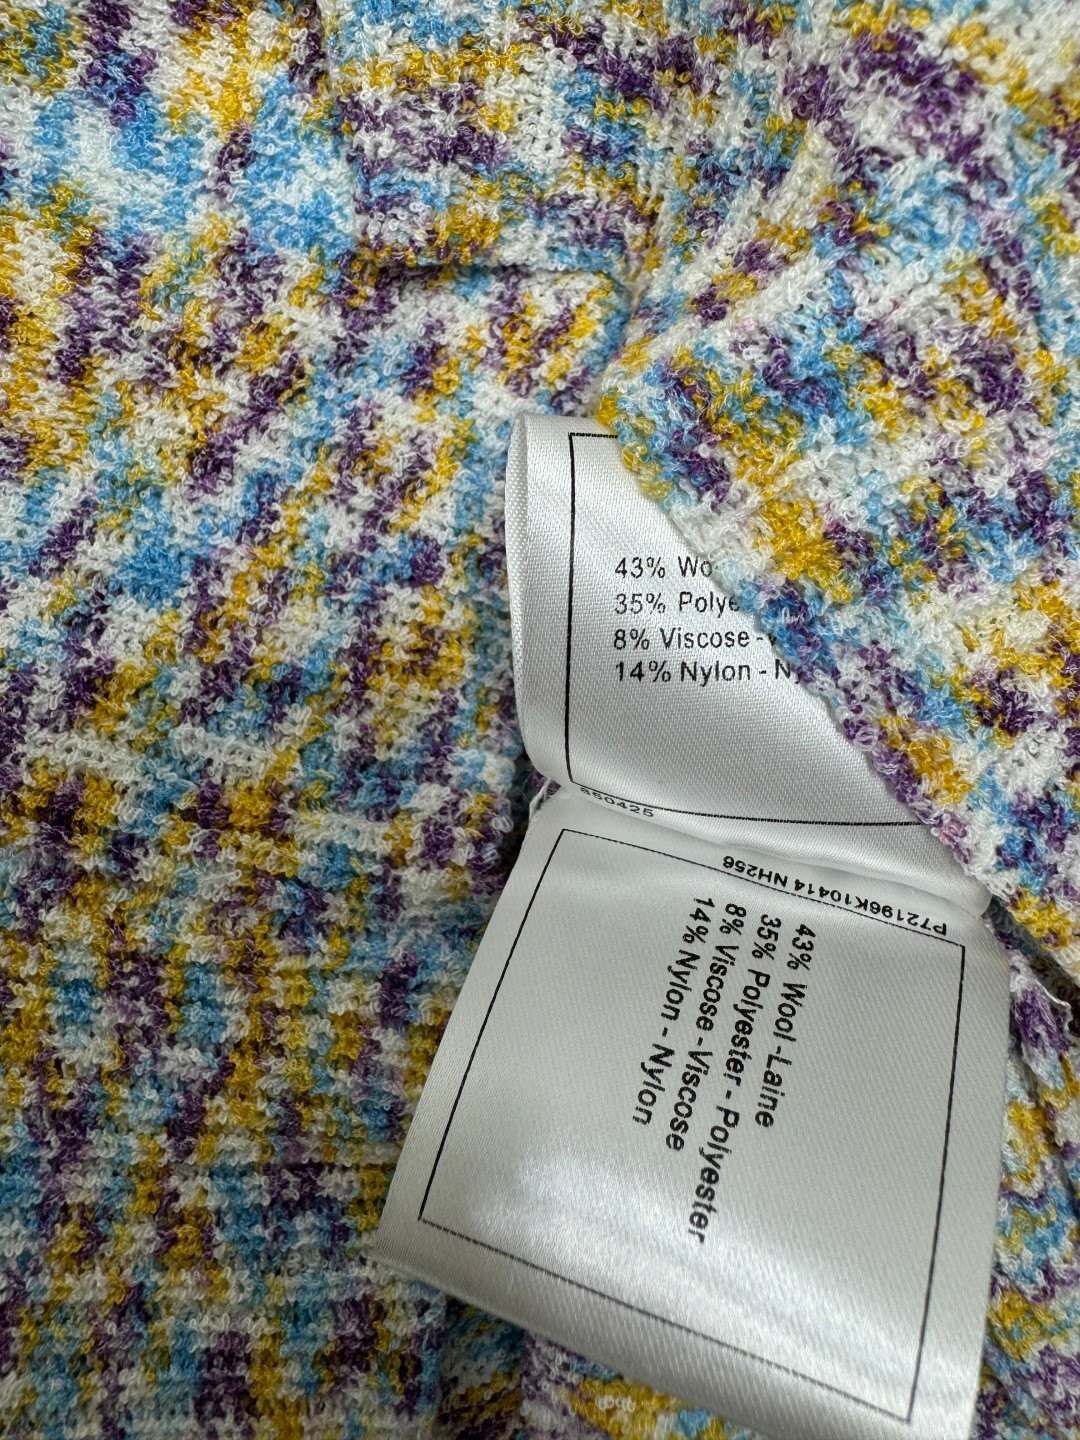 43% Wo
35% Polye
8% Viscose -
14% Nylon - N
P72196K10414 NH256
43% Wool - Laine
35% Polyester - Polyester
8% Viscose - Viscose
14% Nylon - Nylon